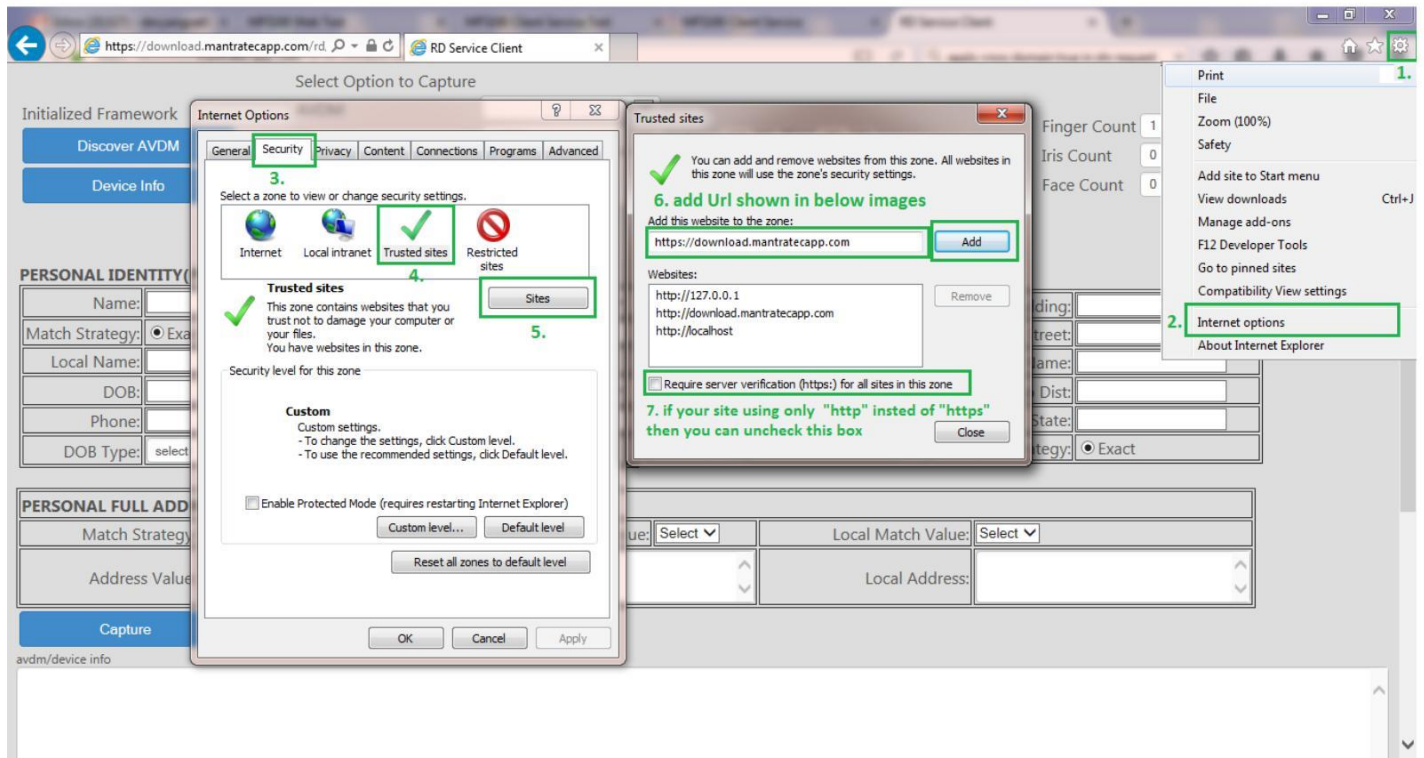 https://download.mantratecapp.com/rd,
RD Service Client
1.
Select Option to Capture
Initialized Framework
Discover AVDM
Device Info
Finger Count 1
Iris Count 0
Face Count 0
Print
File
Zoom (100%)
Safety
Add site to Start menu
View downloads Ctrl+J
Manage add-ons
F12 Developer Tools
Go to pinned sites
Compatibility View settings
2. Internet options
About Internet Explorer
Internet Options
General Security Privacy Content Connections Programs Advanced
3.
Select a zone to view or change security settings.
Internet Local intranet Trusted sites Restricted
sites
4.
Trusted sites
Sites
5.
This zone contains websites that you
trust not to damage your computer or
your files.
You have websites in this zone.
Security level for this zone
Custom
Custom settings.
- To change the settings, click Custom level.
- To use the recommended settings, click Default level.
Enable Protected Mode (requires restarting Internet Explorer)
Custom level... Default level
Reset all zones to default level
OK Cancel Apply
Trusted sites
You can add and remove websites from this zone. All websites in
this zone will use the zone's security settings.
6. add Url shown in below images
Add this website to the zone:
https://download.mantratecapp.com Add
Websites:
http://127.0.0.1
http://download.mantratecapp.com
http://localhost
Remove
Require server verification (https:) for all sites in this zone
7. if your site using only "http" insted of "https"
then you can uncheck this box
Close
PERSONAL IDENTITY(
Name:
Match Strategy: Exa
Local Name:
DOB:
Phone:
DOB Type: select
Dist:
State:
Exact
PERSONAL FULL ADD
Match Strategy
Select
Local Match Value: Select
Address Value
Local Address:
Capture
avdm/device info